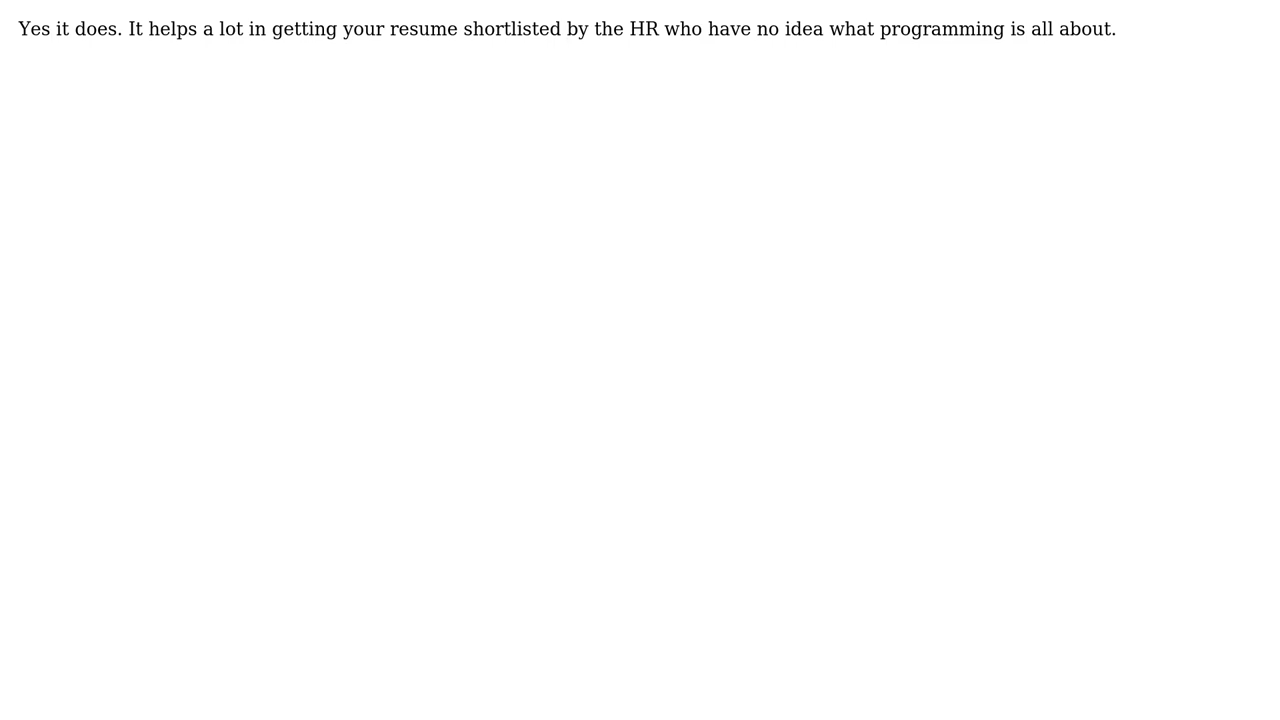 Yes it does. It helps a lot in getting your resume shortlisted by the HR who have no idea what programming is all about.